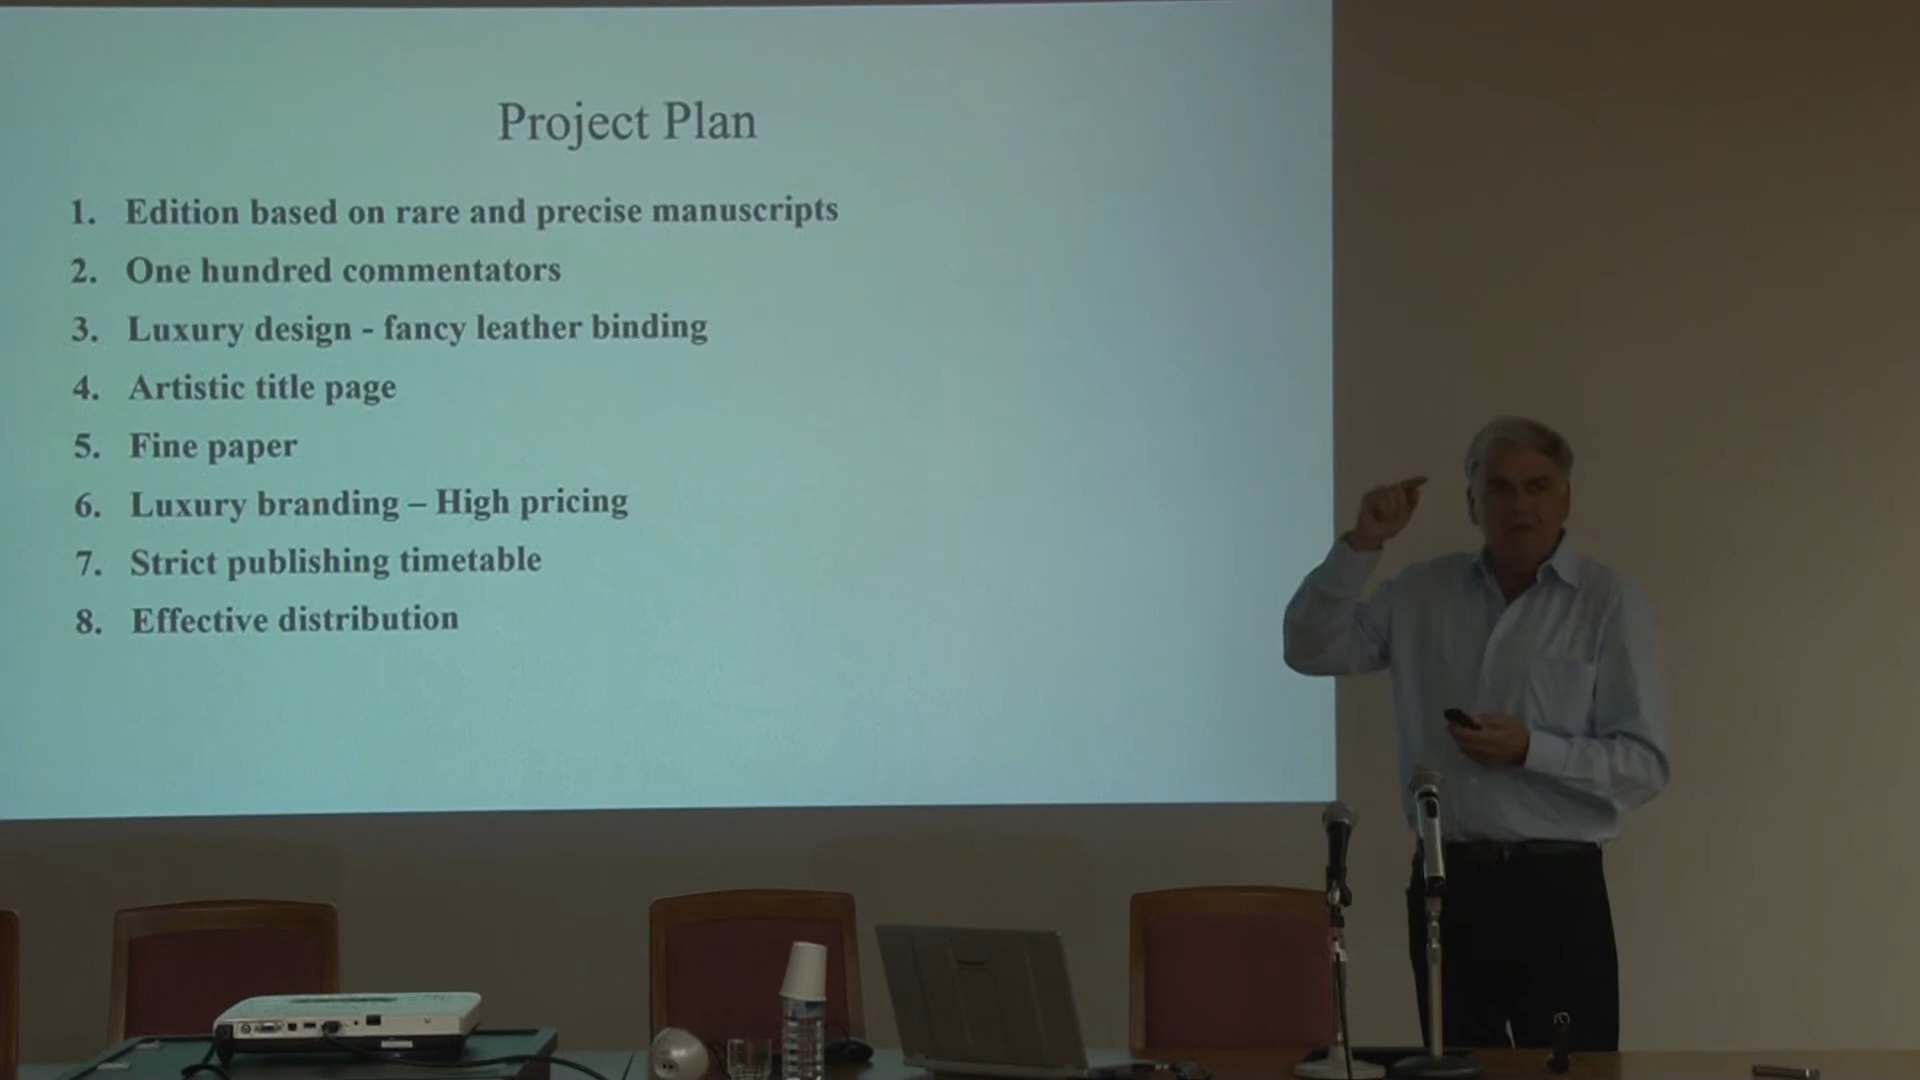 Project Plan
1. Edition based on rare and precise manuscripts
2. One hundred commentators
3. Luxury design - fancy leather binding
4. Artistic title page
5. Fine paper
6. Luxury branding – High pricing
7. Strict publishing timetable
8. Effective distribution